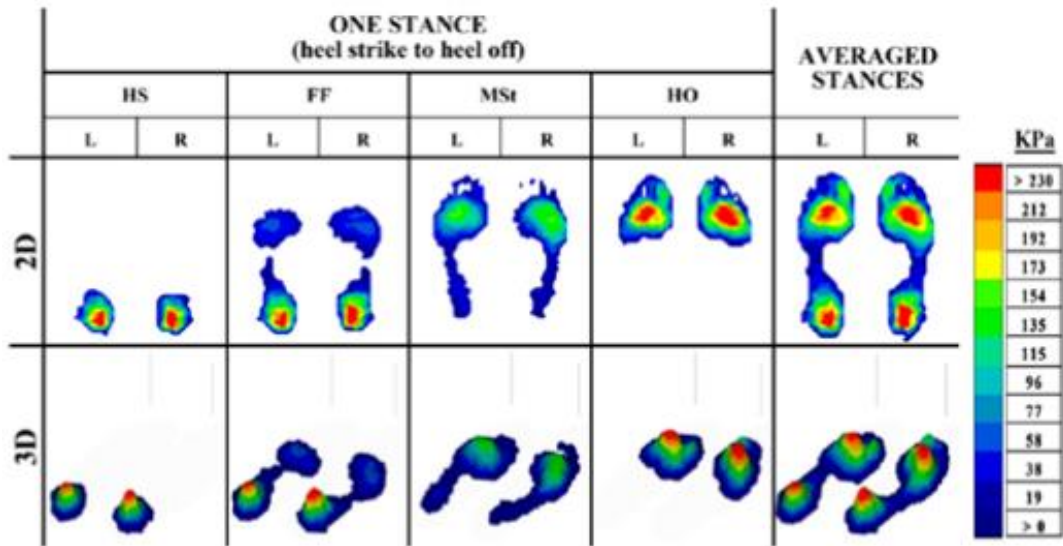 ONE STANCE
(heel strike to heel off)
AVERAGED
STANCES
HS FF MSt HO
L R L R L R L R L R
KPa
2D
3D
> 230
212
192
173
154
135
115
96
77
58
38
19
> 0